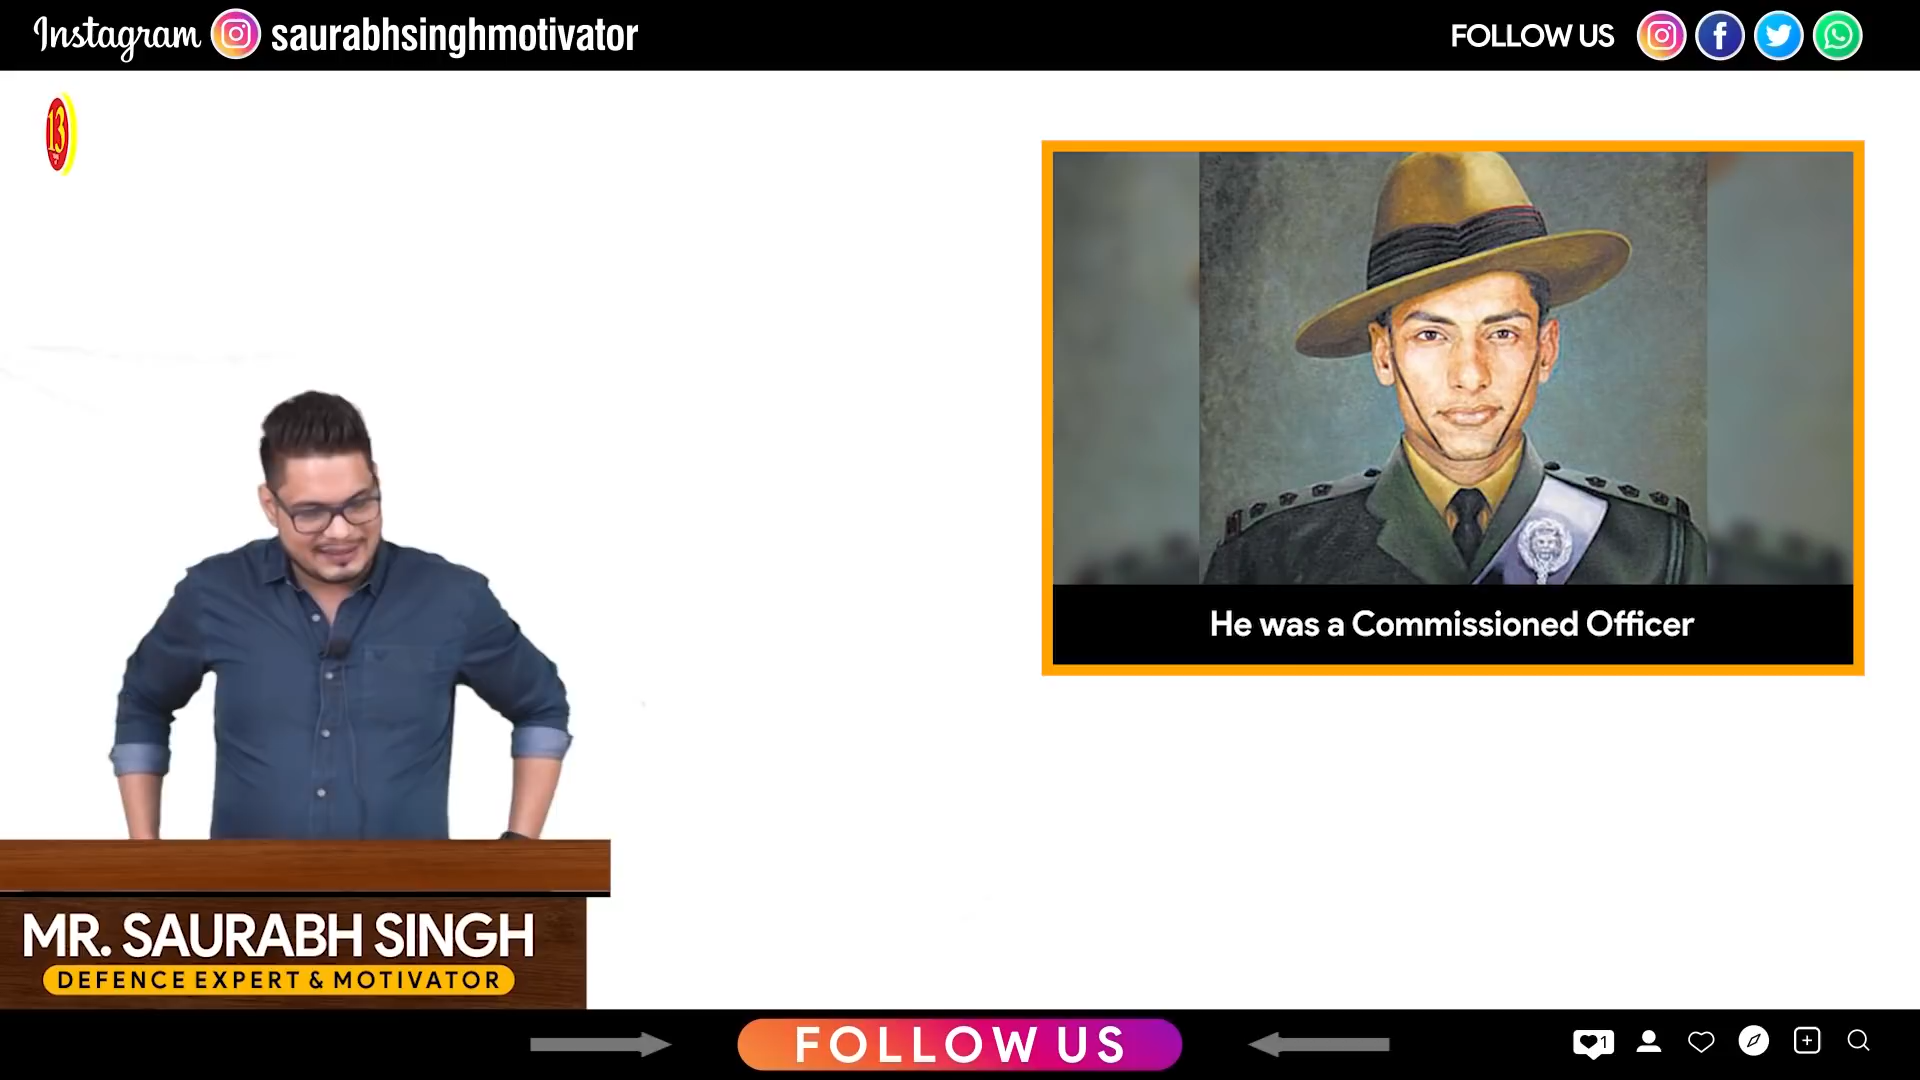 Instagram saurabhsinghmotivator
FOLLOW US
13
He was a Commissioned Officer
MR. SAURABH SINGH
DEFENCE EXPERT & MOTIVATOR
FOLLOW US
1